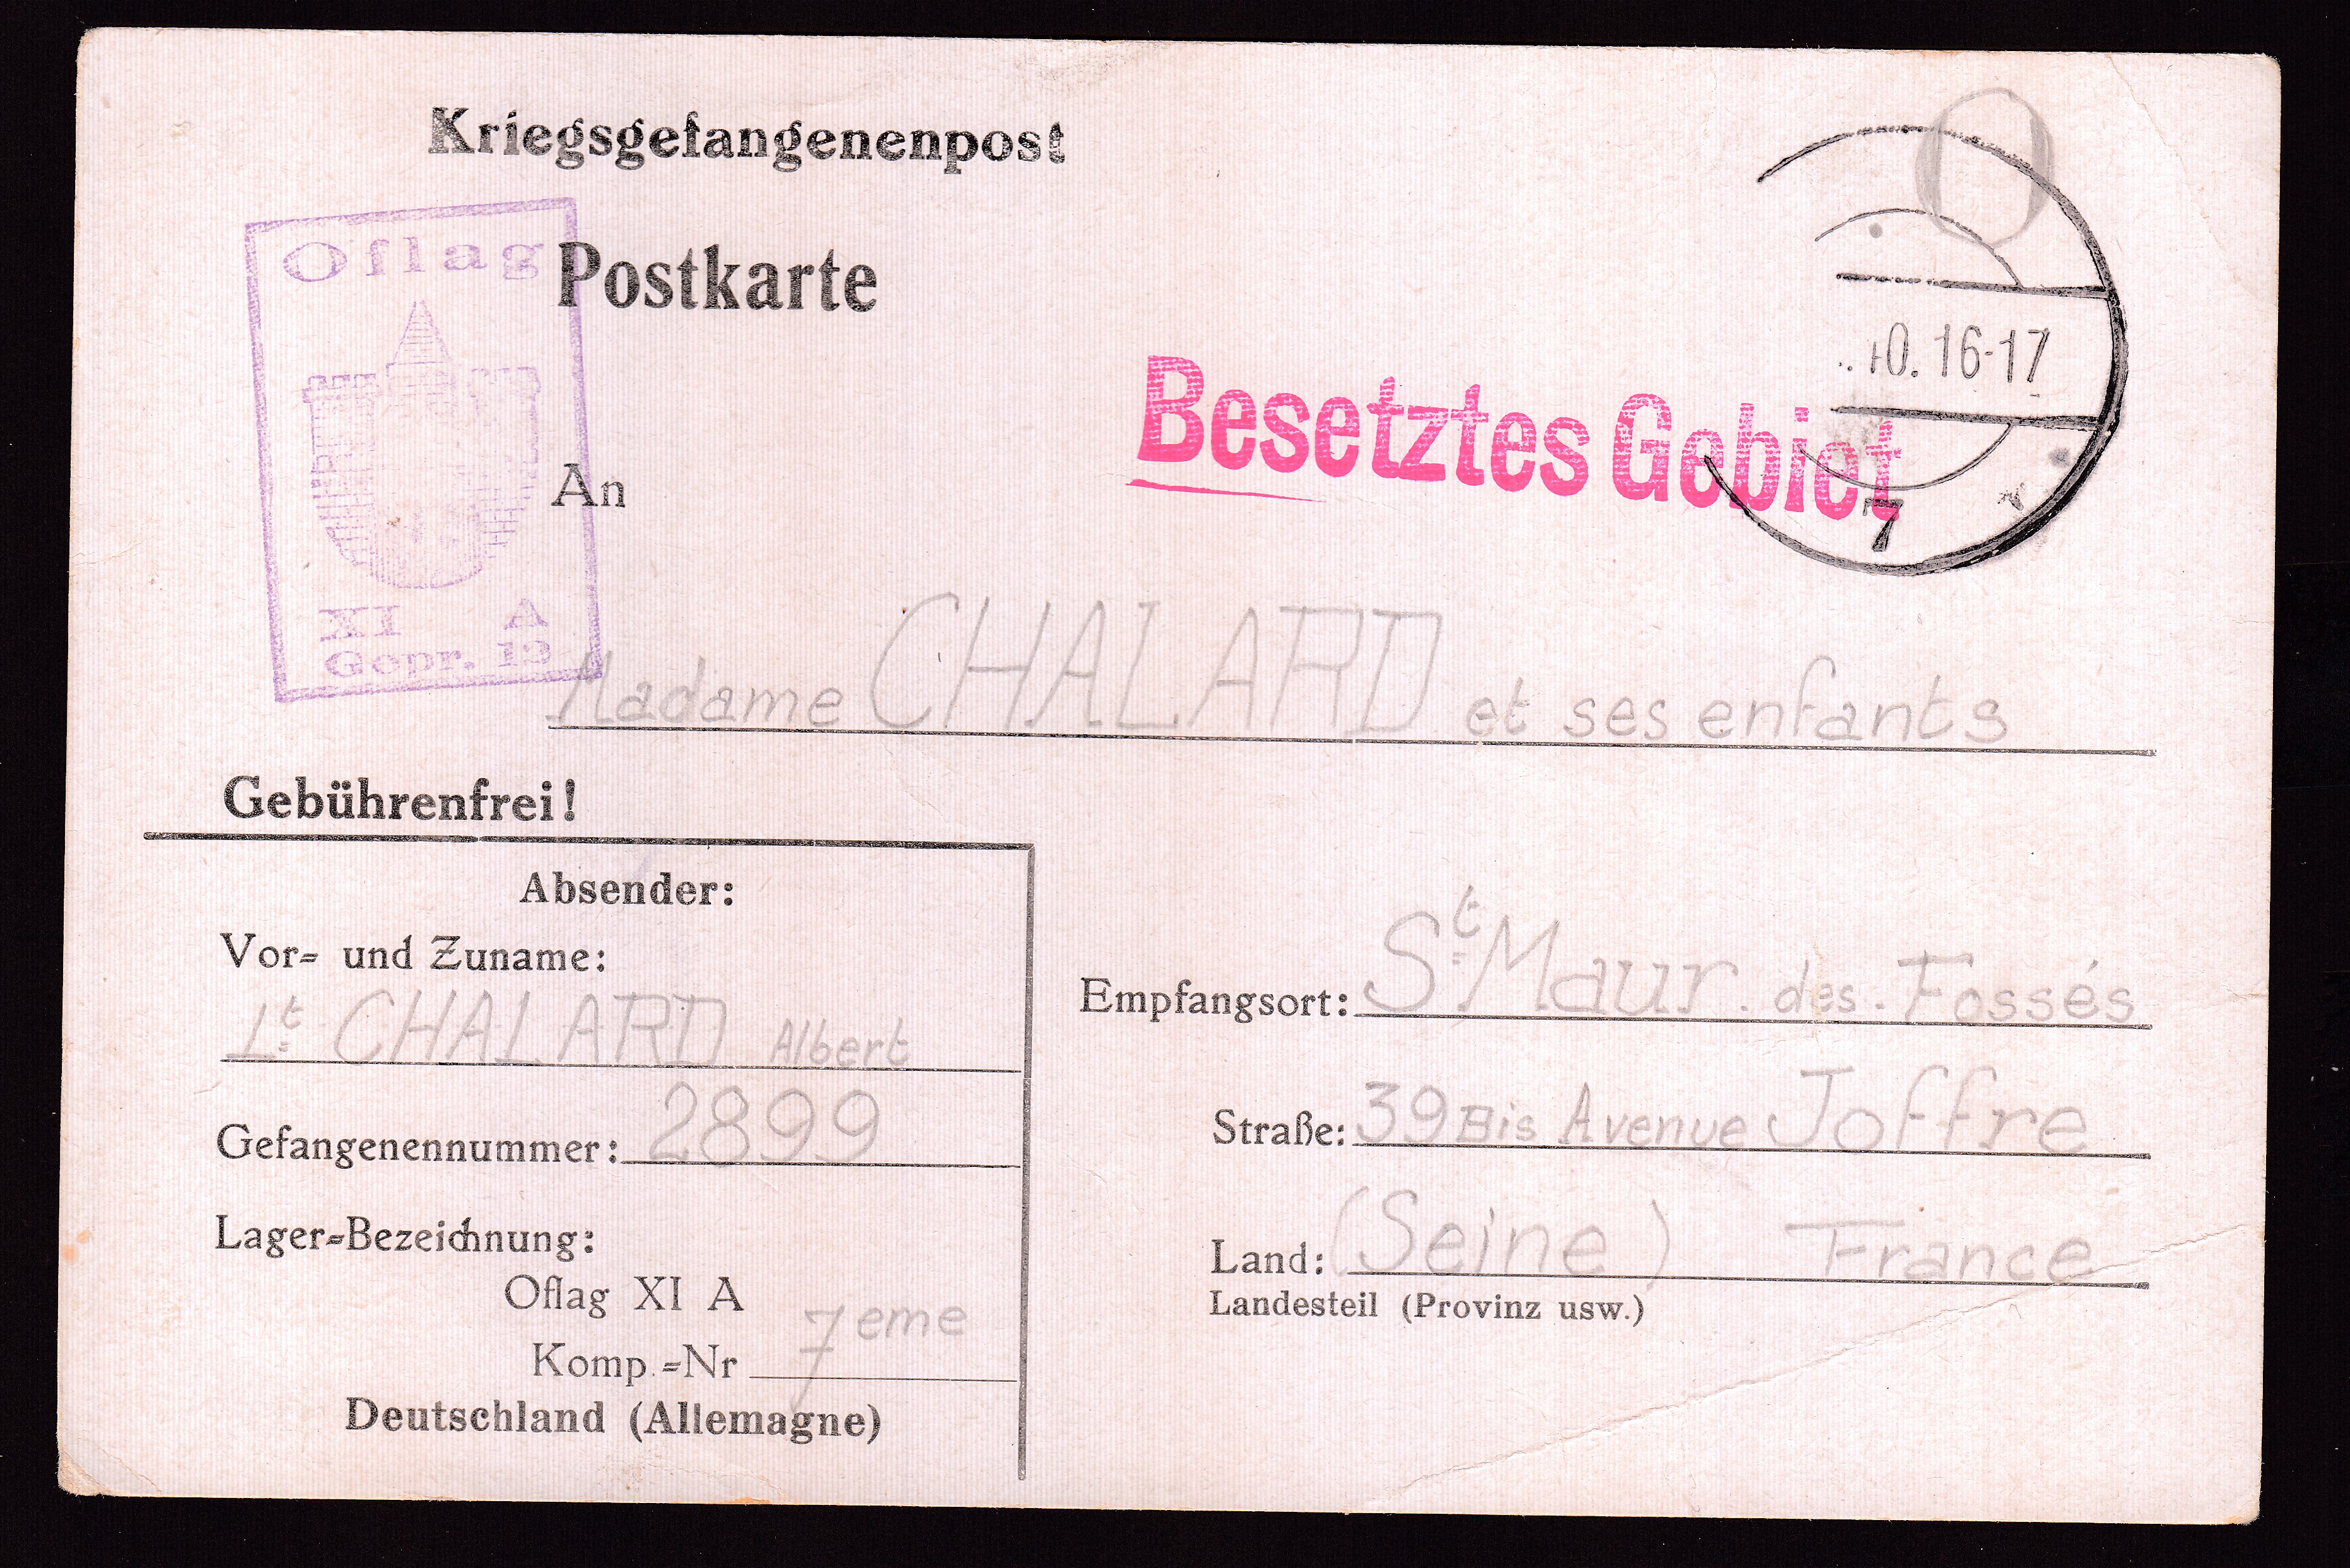 Kriegsgefangenenpost
Oflag
Postkarte
Besetztes Gebiet
40. 16-17
7
An
XI A
Gepr. 12
Madame CHALARD et ses enfants
Gebührenfrei!
Absender:
Vor= und Zuname:
Lt. CHALARD Albert
Gefangenennummer: 2899
Lager=Bezeichnung:
Oflag XI A
Komp.=Nr 7eme
Deutschland (Allemagne)
Empfangsort: St. Maur. des. Fossés
Straße: 39 Bis Avenue Joffre
Land: (Seine) France
Landesteil (Provinz usw.)